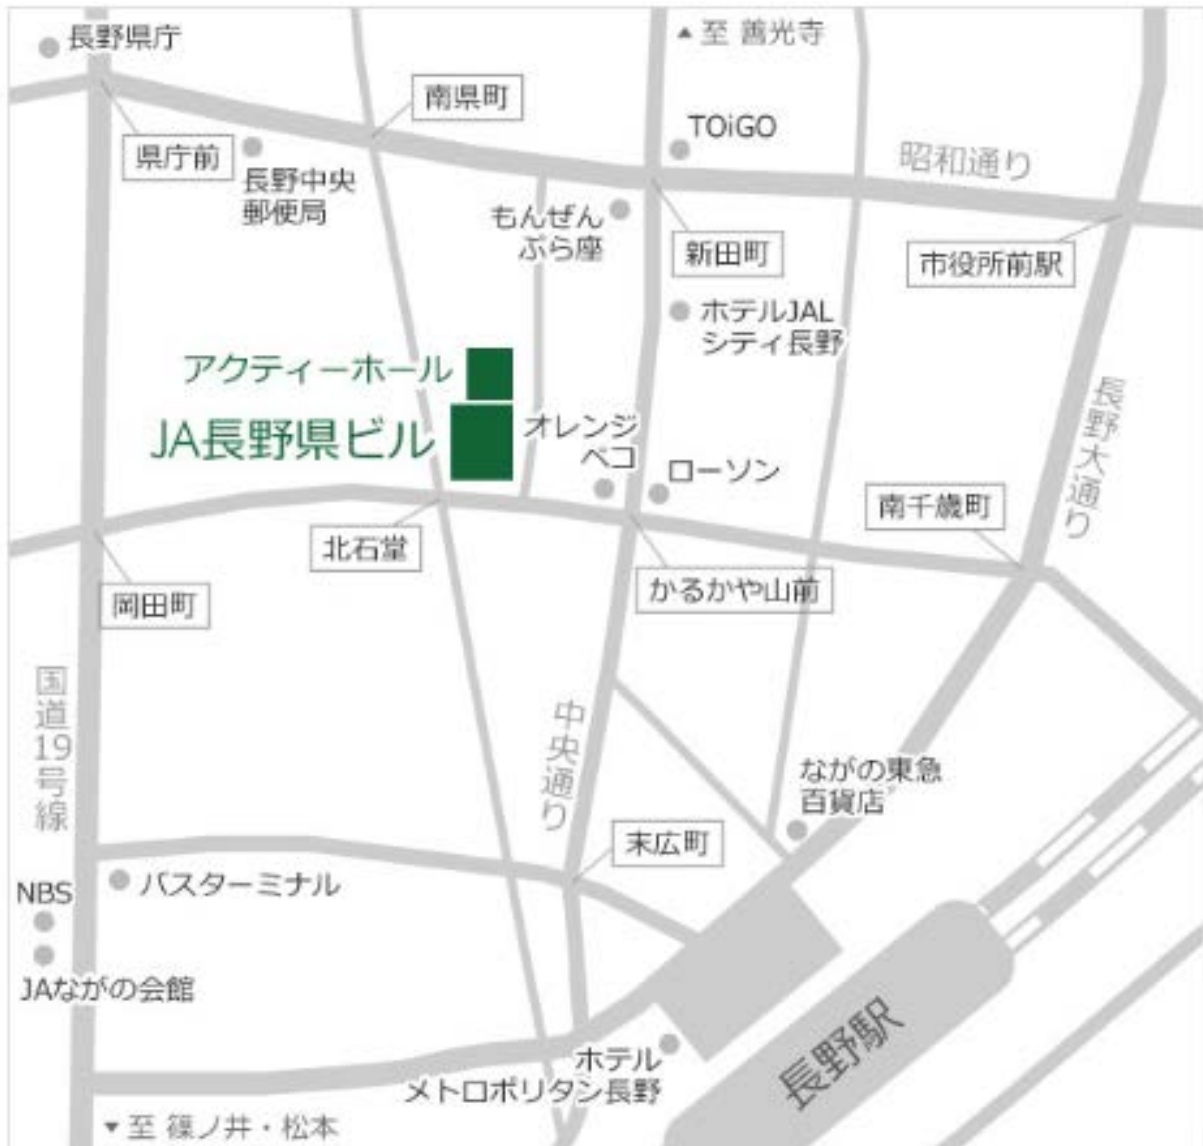 長野県庁
▲ 至 善光寺
南県町
TOiGO
県庁前
昭和通り
長野中央
郵便局
もんぜん
ぷら座
新田町
市役所前駅
ホテルJAL
シティ長野
アクティーホール
JA長野県ビル
オレンジ
ペコ
ローソン
長野大通り
南千歳町
北石堂
かるかや山前
岡田町
国道19号線
中央通り
ながの東急
百貨店
末広町
バスターミナル
NBS
JAながの会館
長野駅
ホテル
メトロポリタン長野
▼ 至 篠ノ井・松本